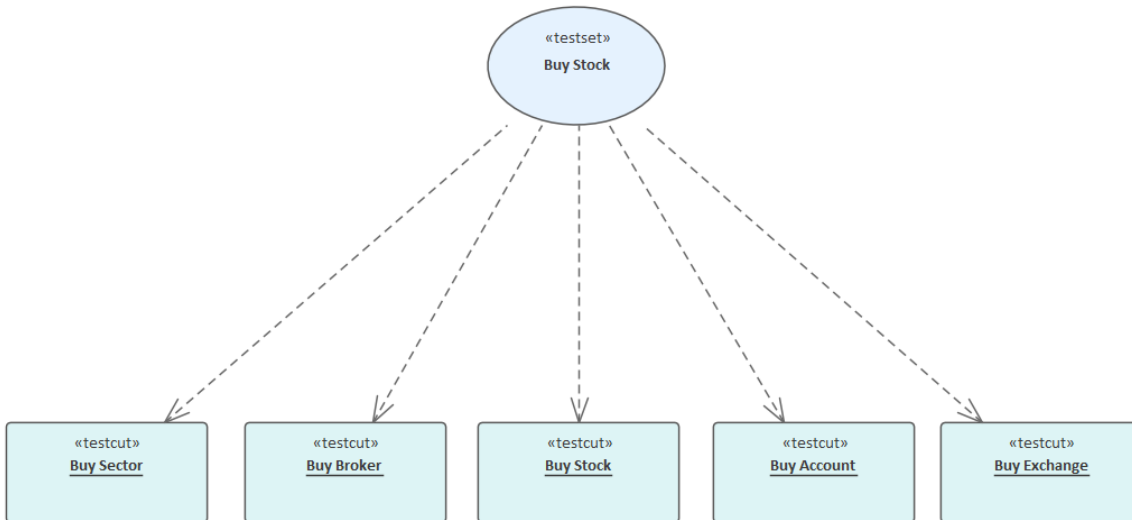 «testset»
Buy Stock
«testcut»
Buy Sector
«testcut»
Buy Broker
«testcut»
Buy Stock
«testcut»
Buy Account
«testcut»
Buy Exchange